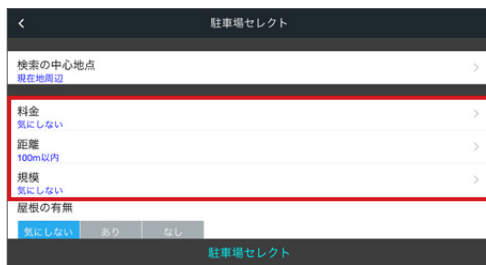 駐車場セレクト
検索の中心地点
現在地周辺
料金
気にしない
距離
100m以内
規模
気にしない
屋根の有無
気にしない あり なし
駐車場セレクト